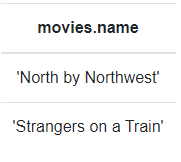 movies.name
'North by Northwest'
'Strangers on a Train'